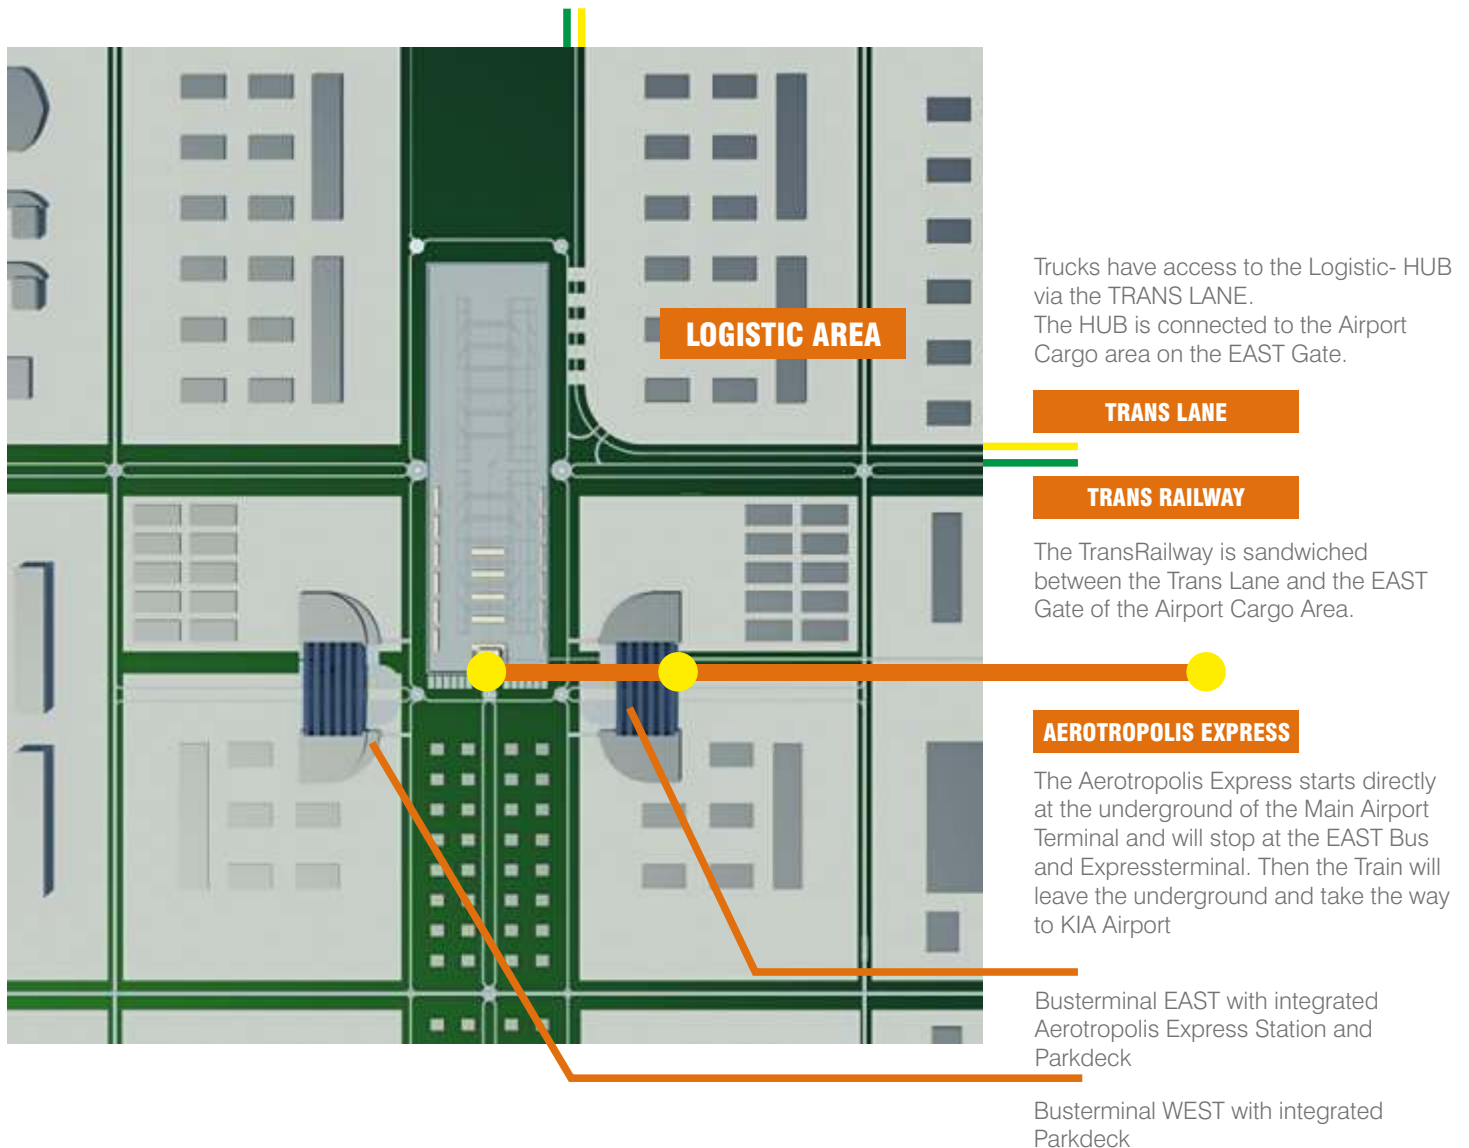 LOGISTIC AREA
Trucks have access to the Logistic- HUB
via the TRANS LANE.
The HUB is connected to the Airport
Cargo area on the EAST Gate.
TRANS LANE
TRANS RAILWAY
The TransRailway is sandwiched
between the Trans Lane and the EAST
Gate of the Airport Cargo Area.
AEROTROPOLIS EXPRESS
The Aerotropolis Express starts directly
at the underground of the Main Airport
Terminal and will stop at the EAST Bus
and Expressterminal. Then the Train will
leave the underground and take the way
to KIA Airport
Busterminal EAST with integrated
Aerotropolis Express Station and
Parkdeck
Busterminal WEST with integrated
Parkdeck